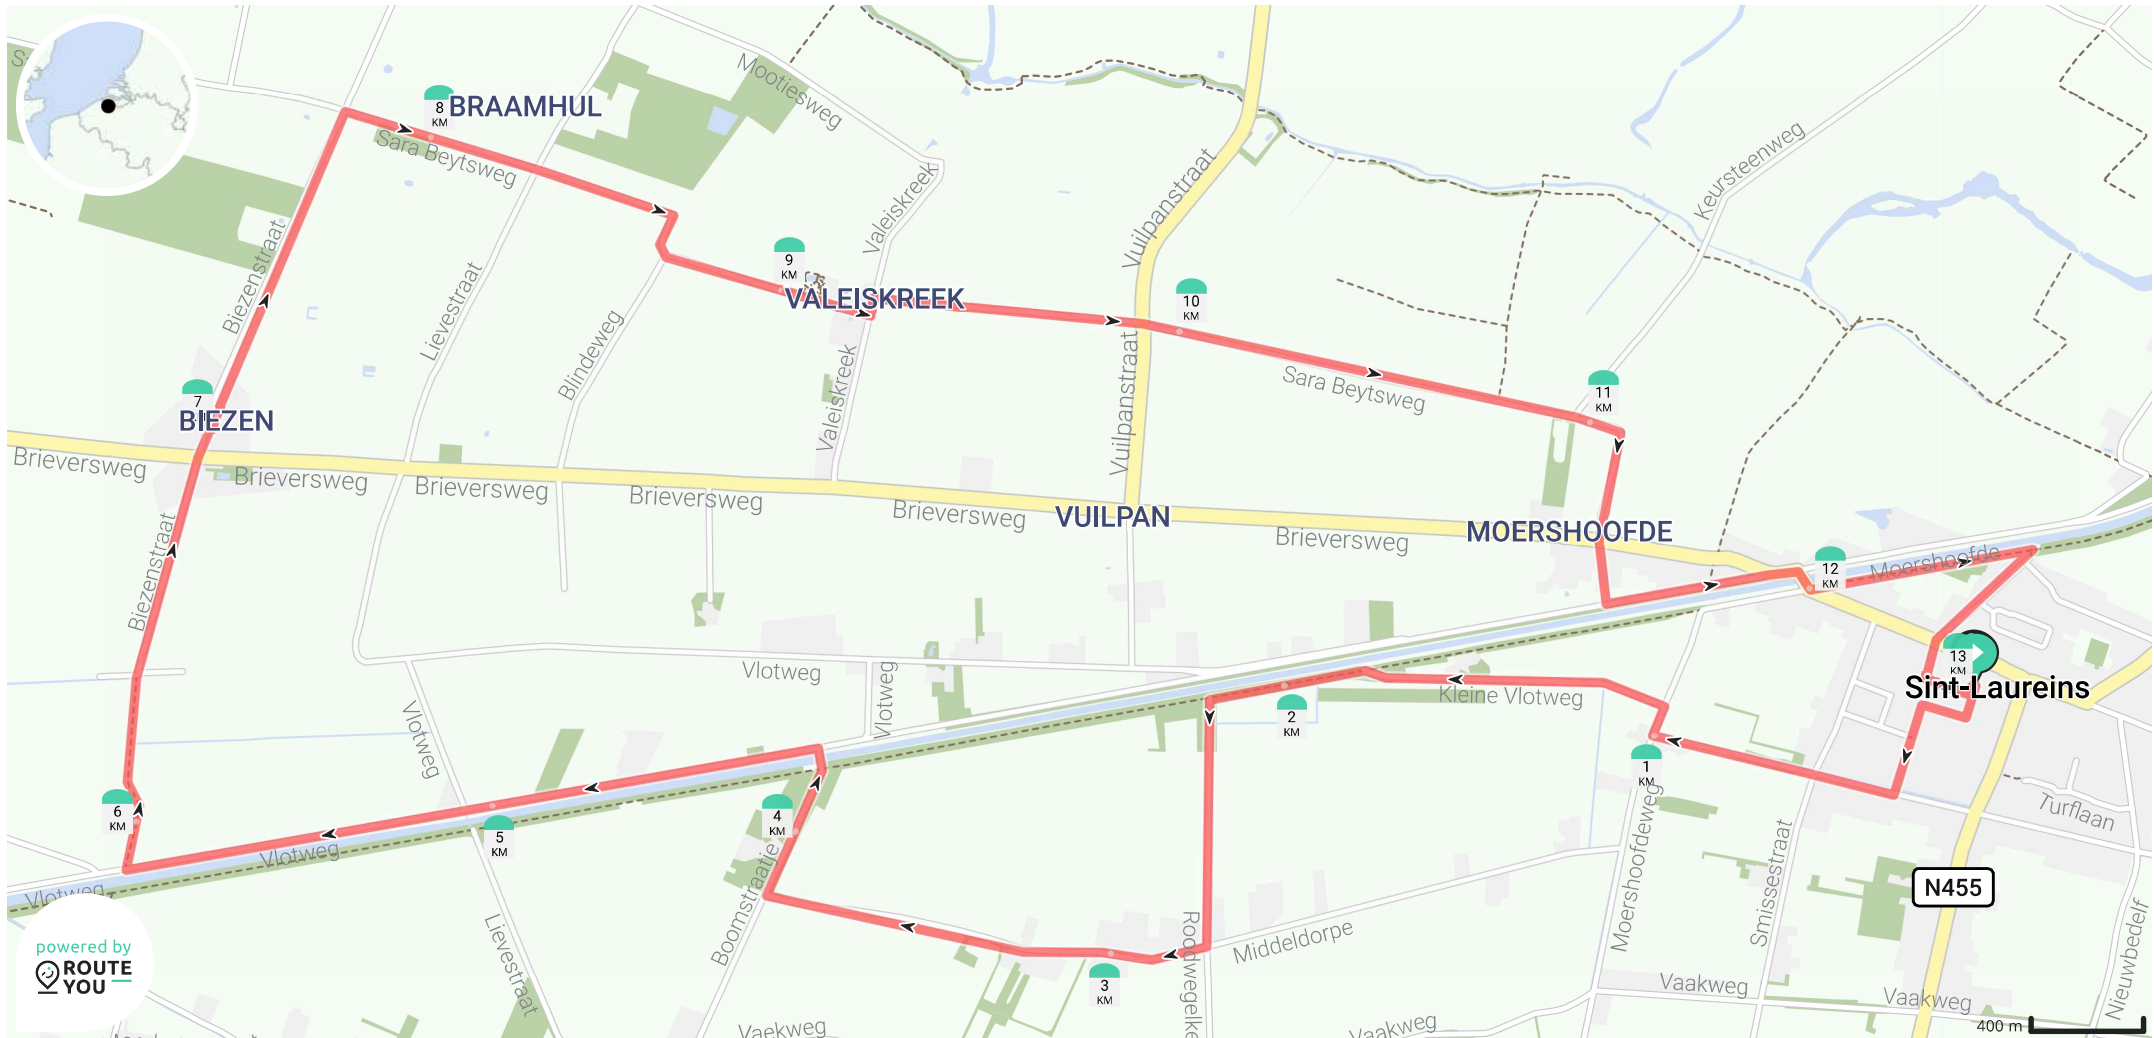 S
Mootiesweg
8
KM
BRAAMHUL
Sara Beytsweg
Keursteenweg
Valeiskreek
Vuilpanstraat
Biezenstraat
9
KM
Lievestraat
VALEISKREEK
10
KM
Blindeweg
Valeiskreek
Vuilpanstraat
Sara Beytsweg
11
KM
7
BIEZEN
Brieversweg
Brieversweg
Brieversweg
Brieversweg
Brieversweg
VUILPAN
Brieversweg
MOERSHOOFDE
Biezenstraat
12
KM
Moershoofde
Vlotweg
Vlotweg
13
KM
Sint-Laureins
Kleine Vlotweg
2
KM
Vlotweg
1
KM
6
KM
4
KM
5
KM
Vlotweg
Vlotweg
Turflaan
Moershoofdeweg
Smissestraat
Boomstraatje
Lievestraat
N455
Nieuwbedelf
Roodwegelke
Middeldorpe
3
KM
Vaakweg
Vaakweg
Vaekweg
Vaakweg
powered by
ROUTE
YOU
400 m